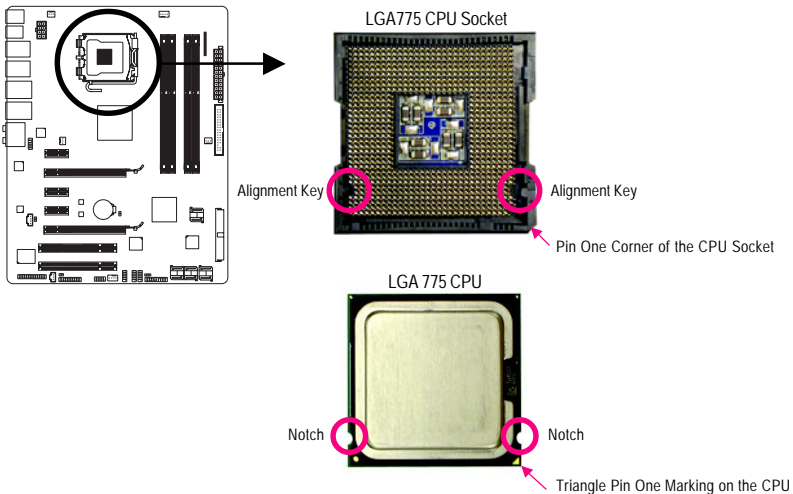 LGA775 CPU Socket
Alignment Key
Alignment Key
Pin One Corner of the CPU Socket
LGA 775 CPU
Notch
Notch
Triangle Pin One Marking on the CPU